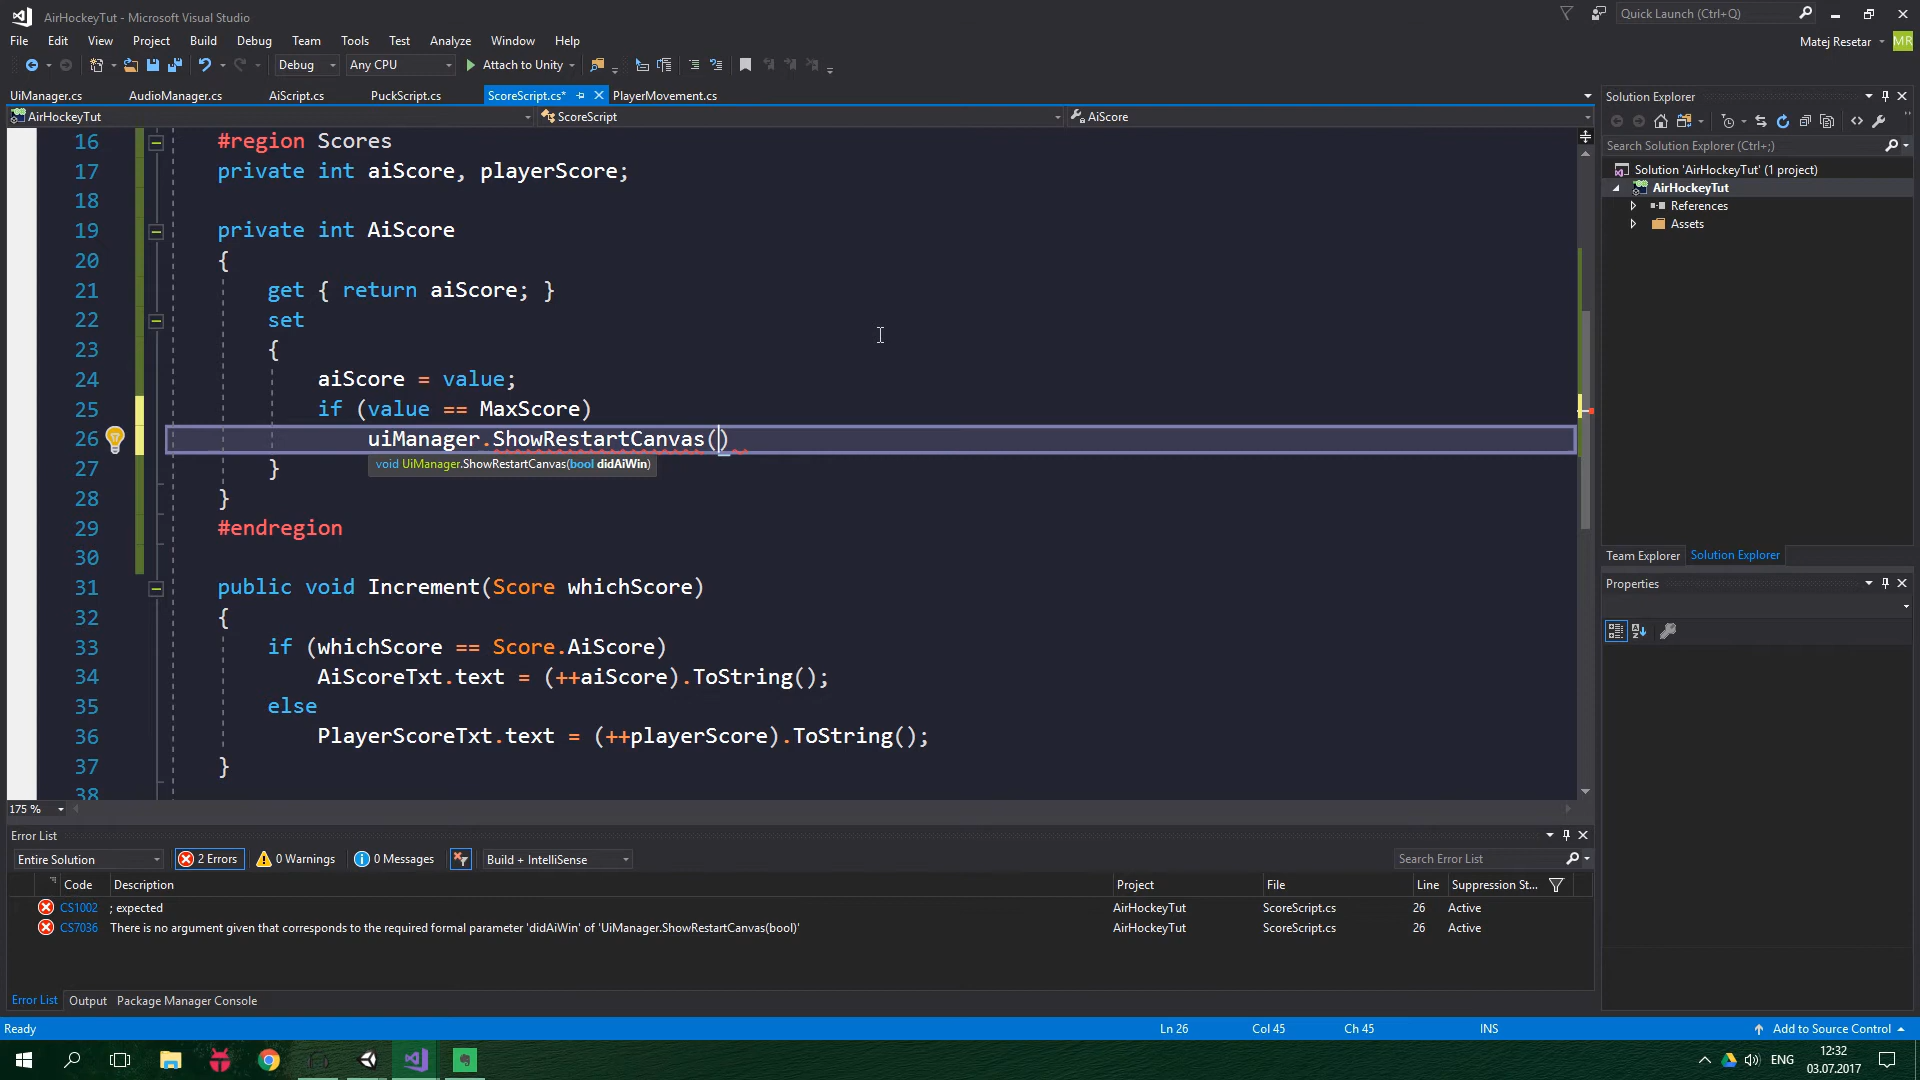 AirHockeyTut - Microsoft Visual Studio
Quick Launch (Ctrl+Q)
File Edit View Project Build Debug Team Tools Test Analyze Window Help
Matej Resetar MR
Debug Any CPU Attach to Unity
UiManager.cs AudioManager.cs AiScript.cs PuckScript.cs ScoreScript.cs* PlayerMovement.cs
AirHockeyTut ScoreScript AiScore
16 #region Scores
17 private int aiScore, playerScore;
18
19 private int AiScore
20 {
21 get { return aiScore; }
22 set
23 {
24 aiScore = value;
25 if (value == MaxScore)
26 uiManager.ShowRestartCanvas()
void UiManager.ShowRestartCanvas(bool didAiWin)
27 }
28 }
29 #endregion
30
31 public void Increment(Score whichScore)
32 {
33 if (whichScore == Score.AiScore)
34 AiScoreTxt.text = (++aiScore).ToString();
35 else
36 PlayerScoreTxt.text = (++playerScore).ToString();
37 }
38
175 %
Solution Explorer
Search Solution Explorer (Ctrl+;)
Solution 'AirHockeyTut' (1 project)
AirHockeyTut
References
Assets
Team Explorer Solution Explorer
Properties
Error List
Entire Solution 2 Errors 0 Warnings 0 Messages Build + IntelliSense Search Error List
Code Description Project File Line Suppression St...
CS1002 ; expected AirHockeyTut ScoreScript.cs 26 Active
CS7036 There is no argument given that corresponds to the required formal parameter 'didAiWin' of 'UiManager.ShowRestartCanvas(bool)' AirHockeyTut ScoreScript.cs 26 Active
Error List Output Package Manager Console
Ready Ln 26 Col 45 Ch 45 INS Add to Source Control
ENG 12:32
03.07.2017